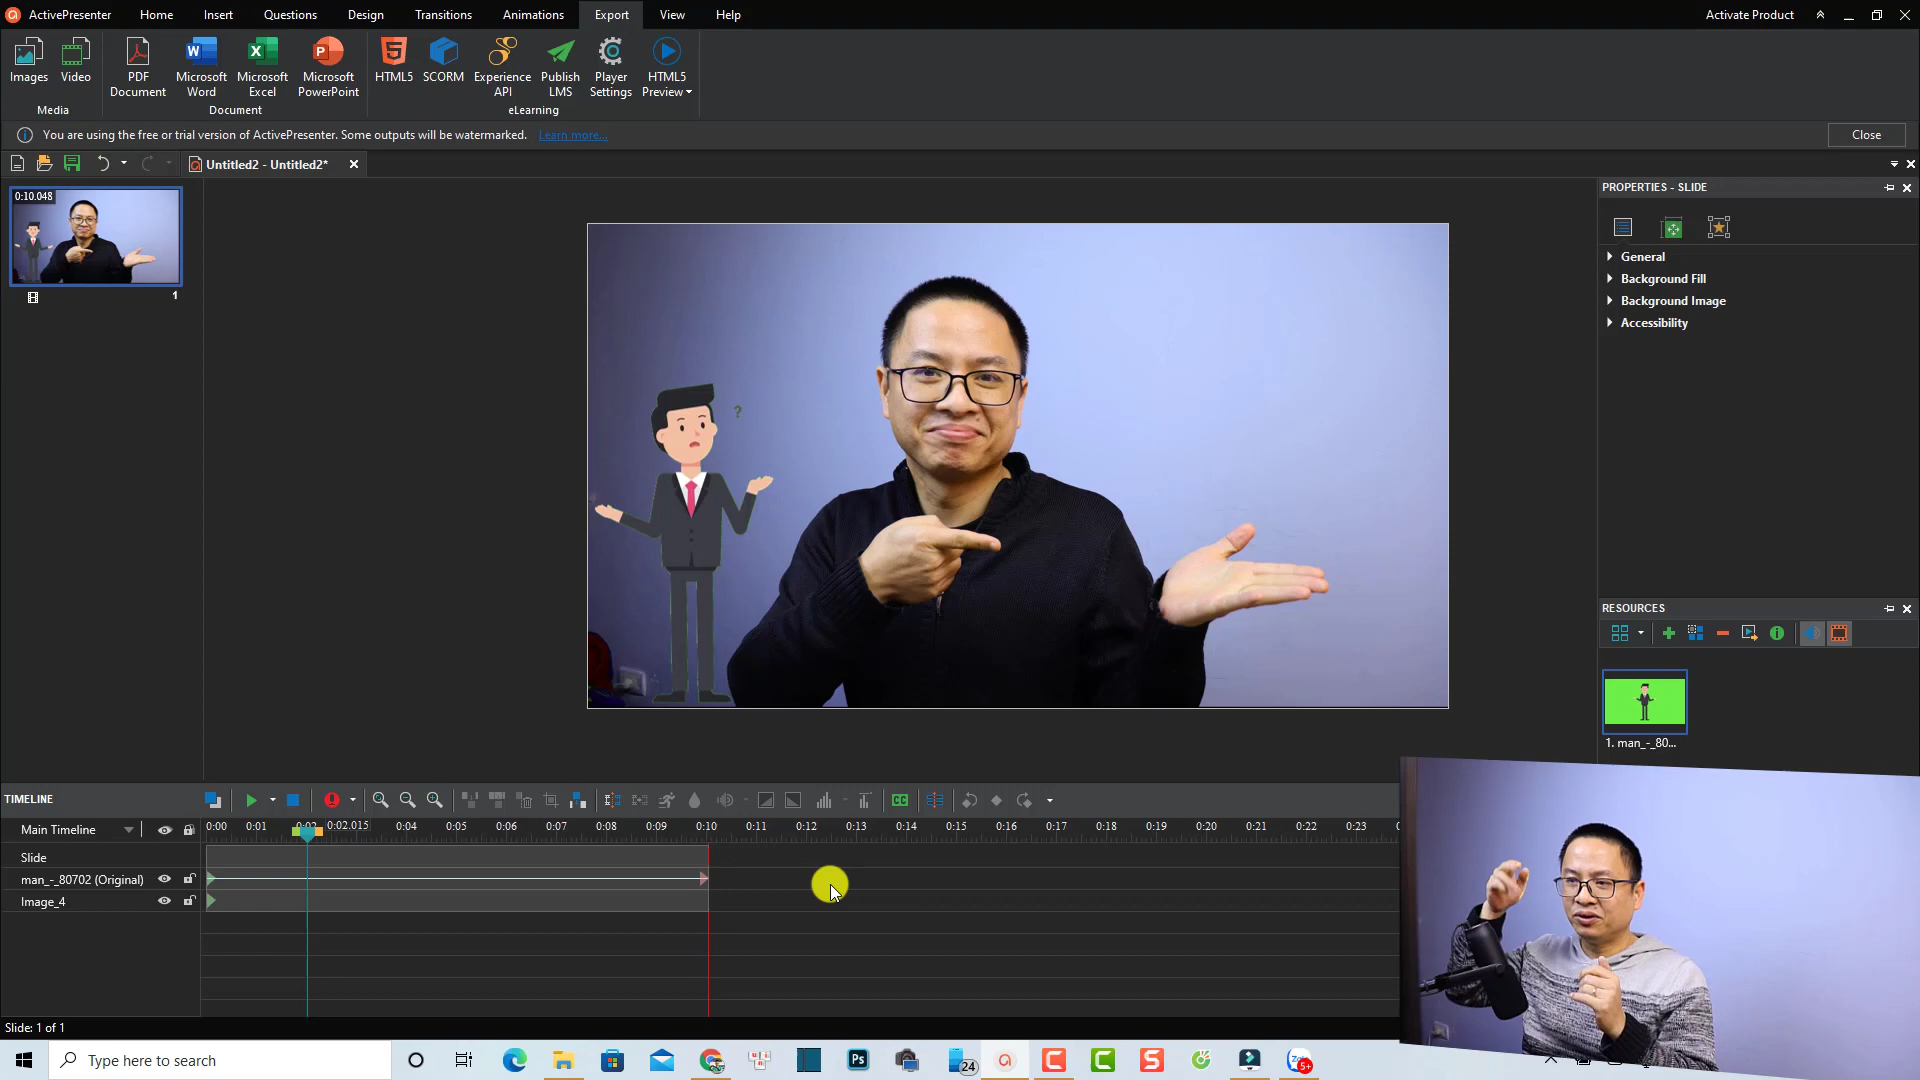 ActivePresenter Home Insert Questions Design Transitions Animations Export View Help Activate Product
Images Video PDF Document Microsoft Word Microsoft Excel Microsoft PowerPoint HTML5 SCORM Experience API Publish LMS Player Settings HTML5 Preview
Media Document eLearning
You are using the free or trial version of ActivePresenter. Some outputs will be watermarked. Learn more... Close
Untitled2 - Untitled2*
PROPERTIES - SLIDE
0:10.048
1
General
Background Fill
Background Image
Accessibility
?
RESOURCES
1. man_-_80...
TIMELINE
CC
Main Timeline 0:00 0:01 0:02 0:02.015 0:04 0:05 0:06 0:07 0:08 0:09 0:10 0:11 0:12 0:13 0:14 0:15 0:16 0:17 0:18 0:19 0:20 0:21 0:22 0:23
Slide
man_-_80702 (Original)
Image_4
Slide: 1 of 1
Type here to search
Ps
24
5+